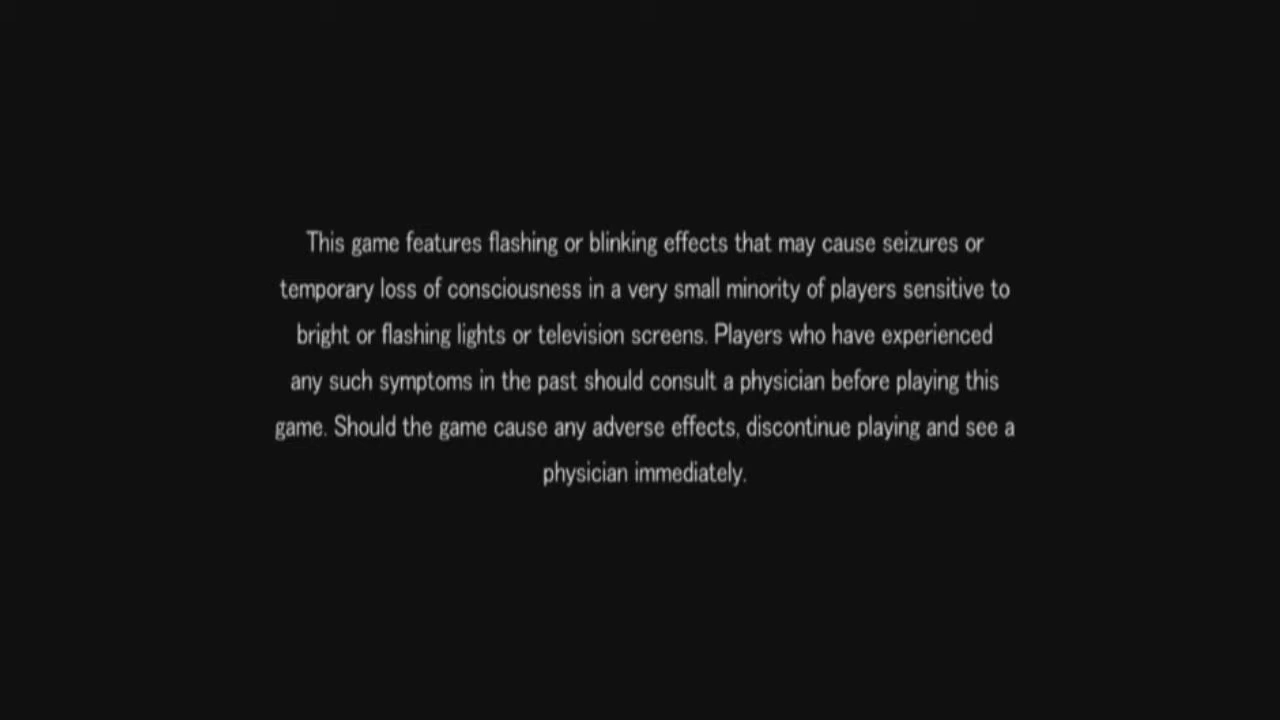 This game features flashing or blinking effects that may cause seizures or
temporary loss of consciousness in a very small minority of players sensitive to
bright or flashing lights or television screens. Players who have experienced
any such symptoms in the past should consult a physician before playing this
game. Should the game cause any adverse effects, discontinue playing and see a
physician immediately.